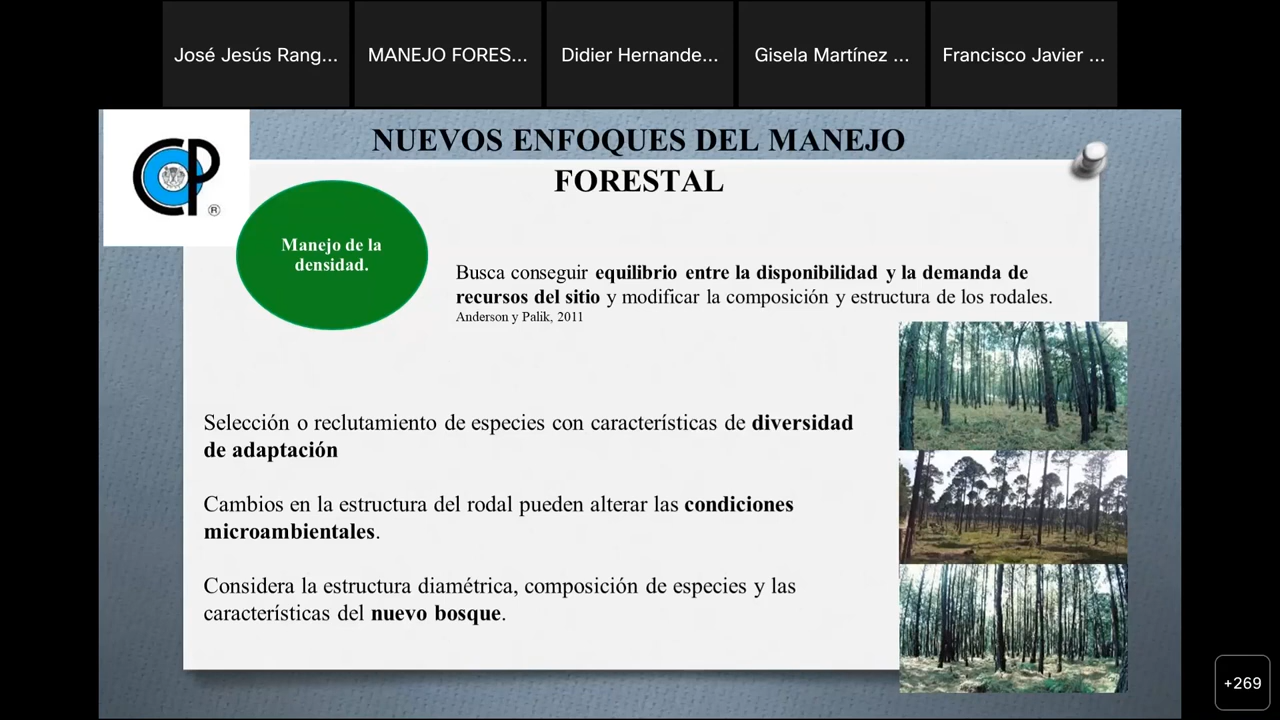 José Jesús Rang...
MANEJO FORES...
Didier Hernande...
Gisela Martínez ...
Francisco Javier ...
CP
®
NUEVOS ENFOQUES DEL MANEJO
FORESTAL
Manejo de la
densidad.
Busca conseguir equilibrio entre la disponibilidad y la demanda de
recursos del sitio y modificar la composición y estructura de los rodales.
Anderson y Palik, 2011
Selección o reclutamiento de especies con características de diversidad
de adaptación
Cambios en la estructura del rodal pueden alterar las condiciones
microambientales.
Considera la estructura diamétrica, composición de especies y las
características del nuevo bosque.
+269